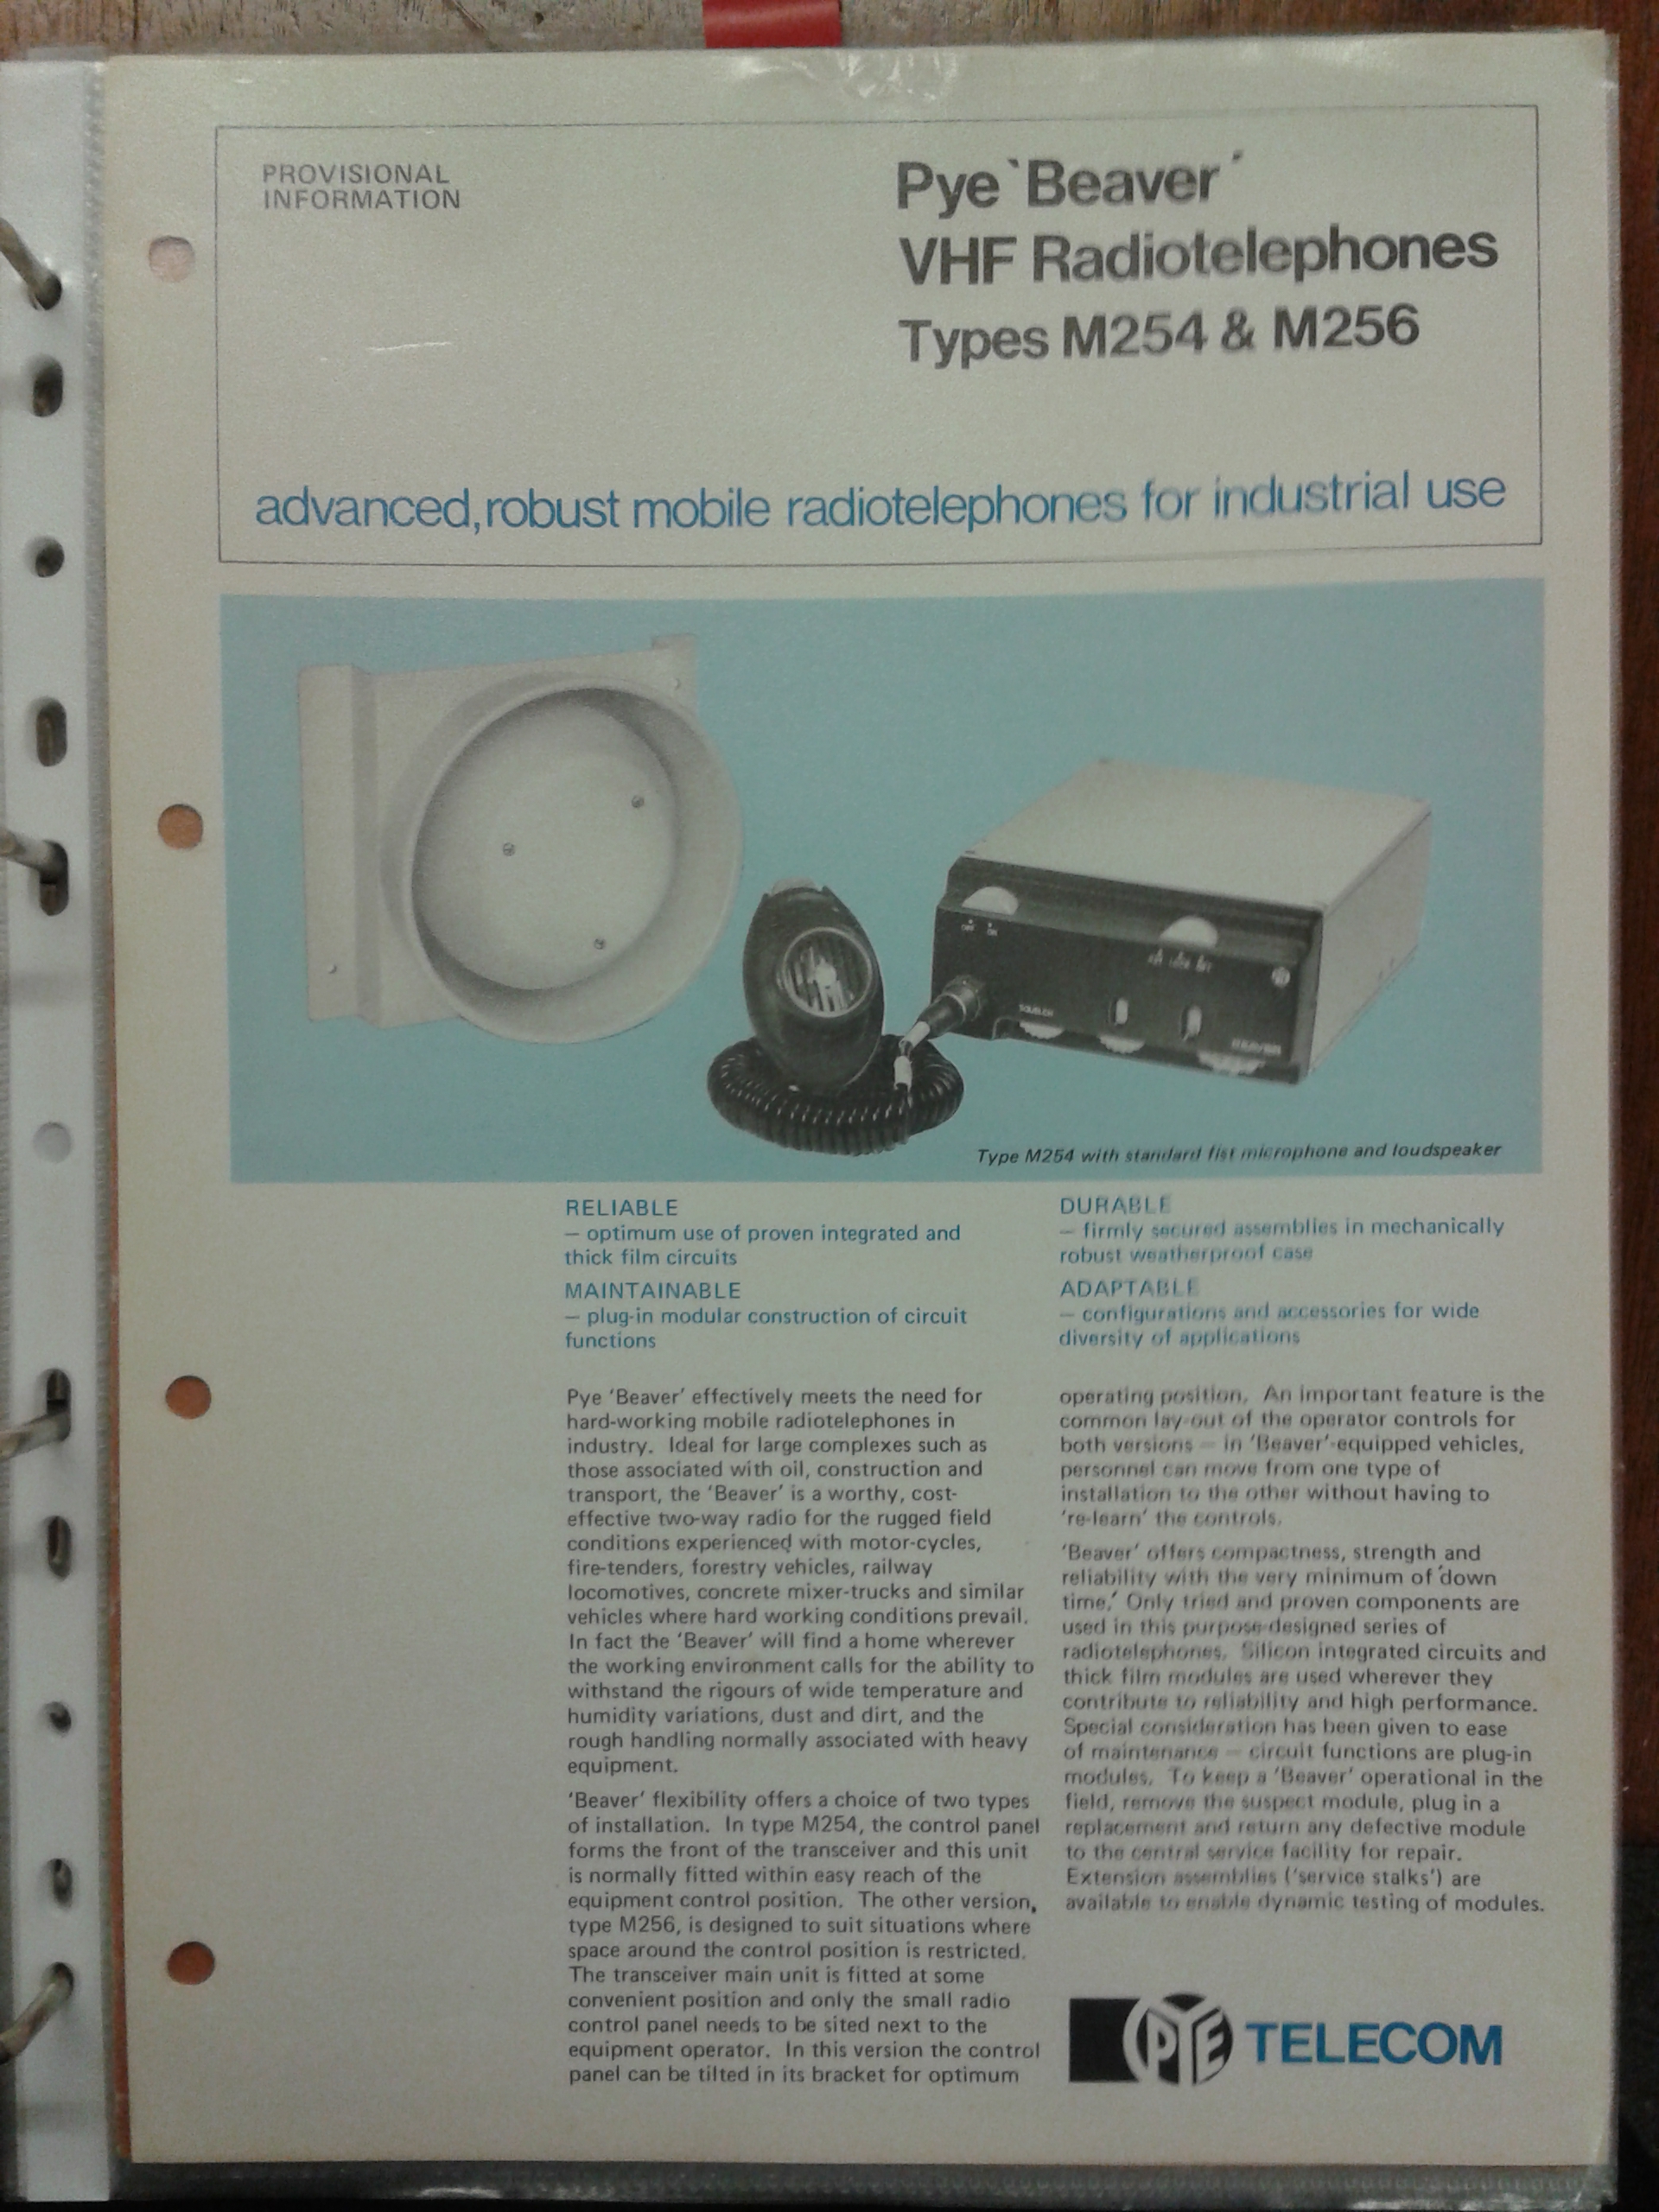 PROVISIONAL
INFORMATION
Pye `Beaver´
VHF Radiotelephones
Types M254 & M256
advanced, robust mobile radiotelephones for industrial use
OFF ON
SQUELCH
BEAVER
Type M254 with standard fist microphone and loudspeaker
RELIABLE
– optimum use of proven integrated and
thick film circuits
MAINTAINABLE
– plug-in modular construction of circuit
functions
DURABLE
– firmly secured assemblies in mechanically
robust weatherproof case
ADAPTABLE
– configurations and accessories for wide
diversity of applications
Pye ‘Beaver’ effectively meets the need for
hard-working mobile radiotelephones in
industry. Ideal for large complexes such as
those associated with oil, construction and
transport, the ‘Beaver’ is a worthy, cost-
effective two-way radio for the rugged field
conditions experienced with motor-cycles,
fire-tenders, forestry vehicles, railway
locomotives, concrete mixer-trucks and similar
vehicles where hard working conditions prevail.
In fact the ‘Beaver’ will find a home wherever
the working environment calls for the ability to
withstand the rigours of wide temperature and
humidity variations, dust and dirt, and the
rough handling normally associated with heavy
equipment.
‘Beaver’ flexibility offers a choice of two types
of installation. In type M254, the control panel
forms the front of the transceiver and this unit
is normally fitted within easy reach of the
equipment control position. The other version,
type M256, is designed to suit situations where
space around the control position is restricted.
The transceiver main unit is fitted at some
convenient position and only the small radio
control panel needs to be sited next to the
equipment operator. In this version the control
panel can be tilted in its bracket for optimum
operating position. An important feature is the
common lay-out of the operator controls for
both versions – in ‘Beaver’-equipped vehicles,
personnel can move from one type of
installation to the other without having to
‘re-learn’ the controls.
‘Beaver’ offers compactness, strength and
reliability with the very minimum of ‘down
time.’ Only tried and proven components are
used in this purpose-designed series of
radiotelephones. Silicon integrated circuits and
thick film modules are used wherever they
contribute to reliability and high performance.
Special consideration has been given to ease
of maintenance – circuit functions are plug-in
modules. To keep a ‘Beaver’ operational in the
field, remove the suspect module, plug in a
replacement and return any defective module
to the central service facility for repair.
Extension assemblies (‘service stalks’) are
available to enable dynamic testing of modules.
PYE TELECOM